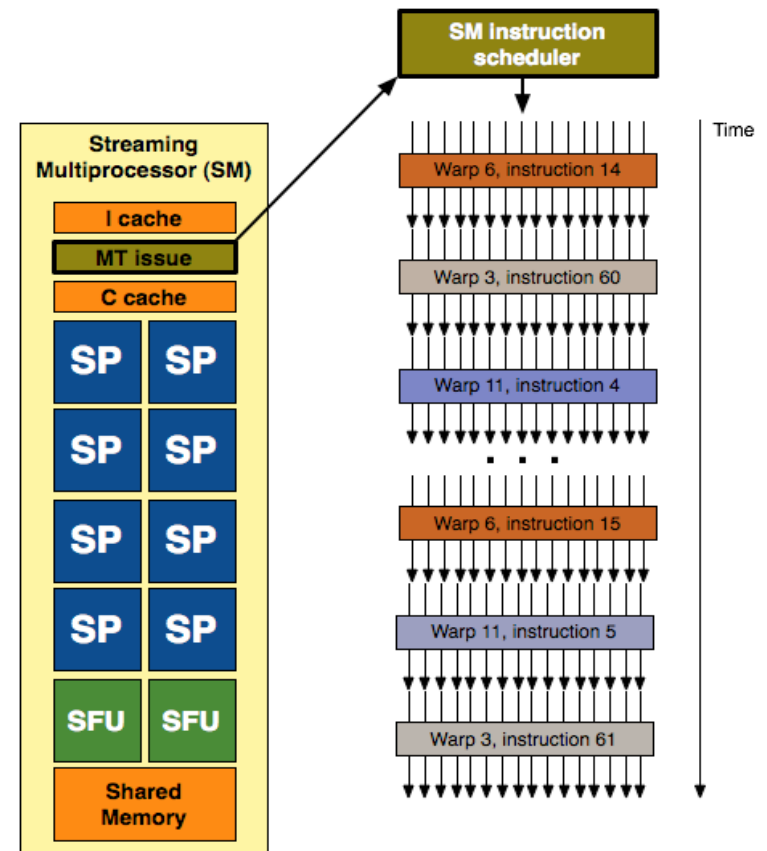 SM instruction
scheduler
Time
Streaming
Multiprocessor (SM)
I cache
MT issue
C cache
SP SP
SP SP
SP SP
SP SP
SFU SFU
Shared
Memory
Warp 6, instruction 14
Warp 3, instruction 60
Warp 11, instruction 4
. . .
Warp 6, instruction 15
Warp 11, instruction 5
Warp 3, instruction 61